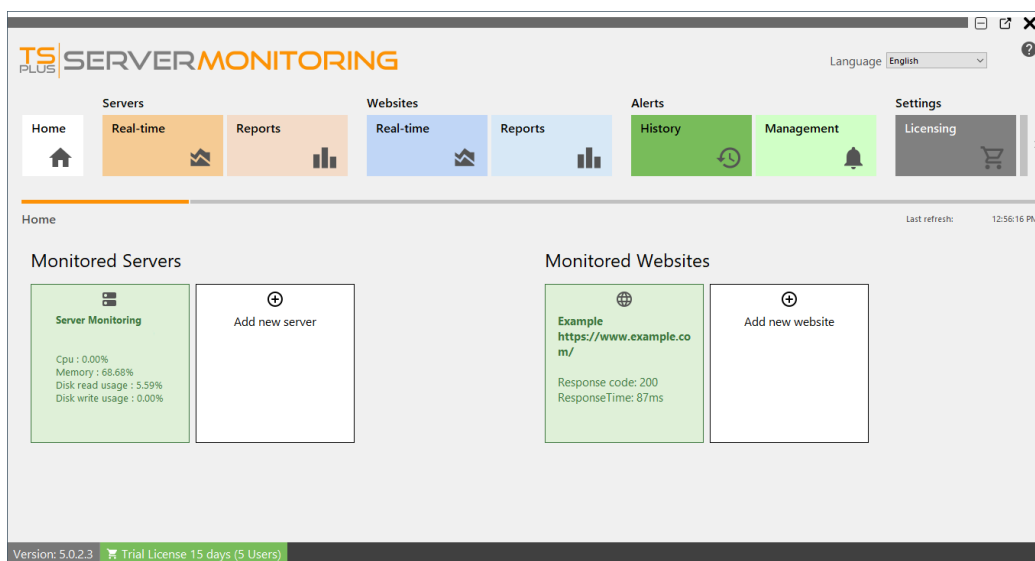 TS PLUS SERVERMONITORING
Language English
Servers
Websites
Alerts
Settings
Home
Real-time
Reports
Real-time
Reports
History
Management
Licensing
Home
Last refresh: 12:56:16 PM
Monitored Servers
Monitored Websites
Server Monitoring
Cpu : 0.00%
Memory : 68.68%
Disk read usage : 5.59%
Disk write usage : 0.00%
Add new server
Example
https://www.example.co
m/
Response code: 200
ResponseTime: 87ms
Add new website
Version: 5.0.2.3
Trial License 15 days (5 Users)